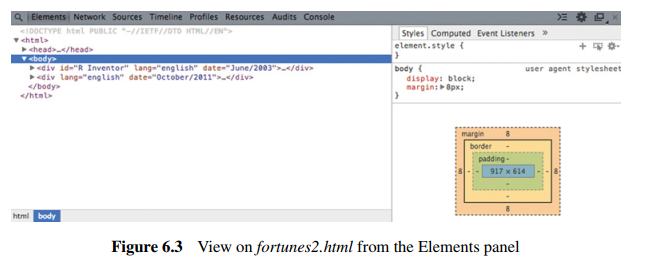 Elements Network Sources Timeline Profiles Resources Audits Console
<!DOCTYPE html PUBLIC "-//IETF//DTD HTML//EN">
▼<html>
▶<head>…</head>
▼<body>
▶<div id="R Inventor" lang="english" date="June/2003">…</div>
▶<div lang="english" date="October/2011">…</div>
</body>
</html>
html body
Styles Computed Event Listeners »
element.style {
}
body { user agent stylesheet
display: block;
margin:▶8px;
}
margin 8
border -
padding -
8 - - 917 × 614 - - 8
-
-
8
Figure 6.3 View on fortunes2.html from the Elements panel